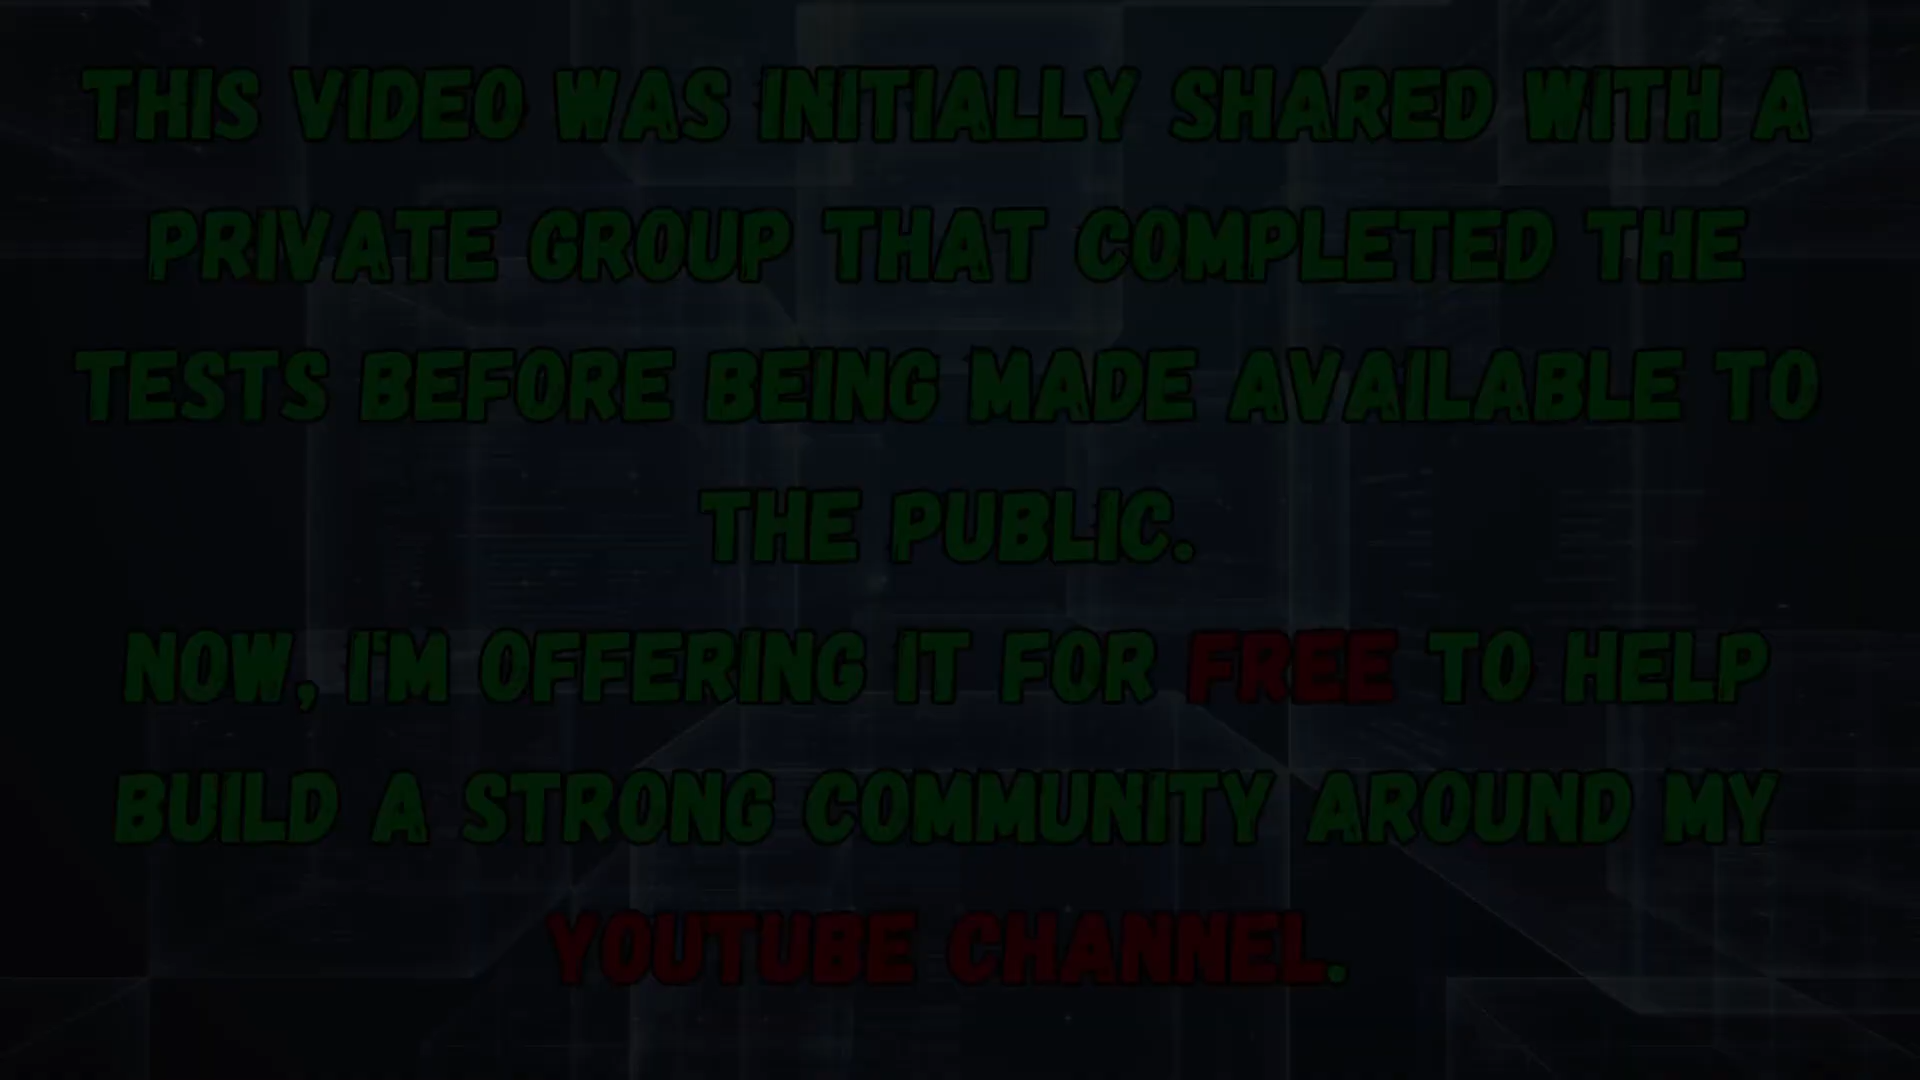 THIS VIDEO WAS INITIALLY SHARED WITH A
PRIVATE GROUP THAT COMPLETED THE
TESTS BEFORE BEING MADE AVAILABLE TO
THE PUBLIC.
NOW, I'M OFFERING IT FOR FREE TO HELP
BUILD A STRONG COMMUNITY AROUND MY
YOUTUBE CHANNEL.